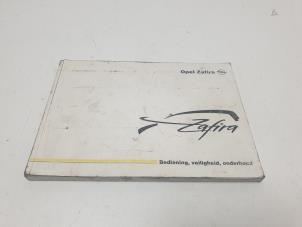 Opel Zafira
Zafira
Bediening, veiligheid, onderhoud